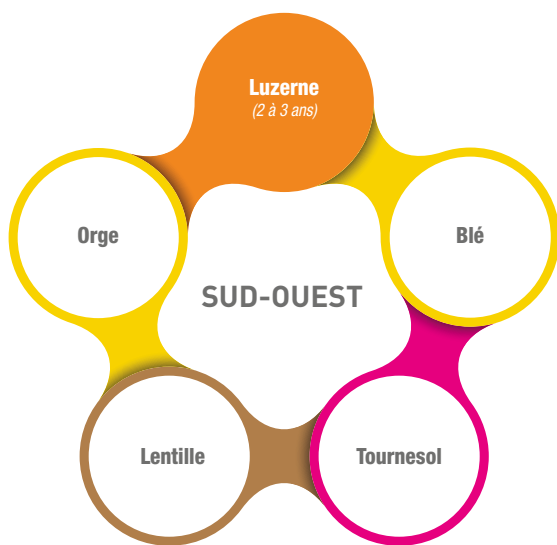 Luzerne
(2 à 3 ans)
Orge
Blé
SUD-OUEST
Lentille
Tournesol